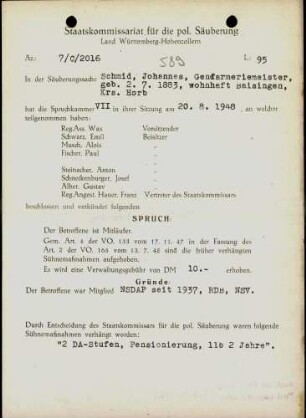 Staatskommissariat für die pol. Säuberung
Land Württemberg-Hohenzollern
Az: 7/C/2016 589 L: 95
In der Säuberungssache Schmid, Johannes, Gendarmeriemeister,
geb. 2. 7. 1883, wohnhaft Baisingen,
Krs. Horb
hat die Spruchkammer VII in ihrer Sitzung am 20. 8. 1948, an welcher
teilgenommen haben:
Reg.Ass. Wax Vorsitzender
Schwarz, Emil Beisitzer
Musch, Alois "
Fischer, Paul "
Steinacher, Anton "
Schneckenburger, Josef "
Alber, Gustav "
Reg.Angest. Hauer, Franz Vertreter des Staatskommissars
beschlossen und verkündet folgenden
SPRUCH:
Der Betroffene ist Mitläufer.
Gem. Art. 4 der VO. 133 vom 17. 11. 47 in der Fassung des
Art. 2 der VO. 165 vom 13. 7. 48 sind die früher verhängten
Sühnemaßnahmen aufgehoben.
Es wird eine Verwaltungsgebühr von DM 10.- erhoben.
Gründe:
Der Betroffene war Mitglied NSDAP seit 1937, RDB, NSV.
Durch Entscheidung des Staatskommissars für die pol. Säuberung waren folgende
Sühnemaßnahmen verhängt worden:
"2 DA-Stufen, Pensionierung, 11b 2 Jahre".